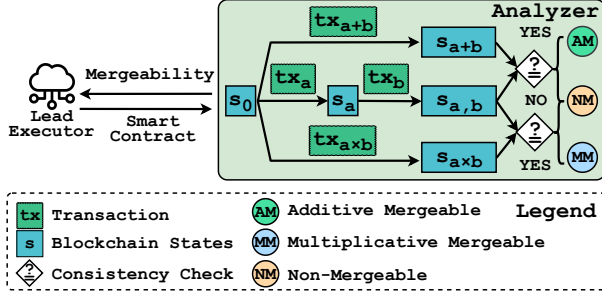 Analyzer
tx_{a+b}
s_{a+b}
YES
AM
Mergeability
tx_a
tx_b
?=
s_0
s_a
s_{a,b}
NO
NM
Lead
Executor
Smart
Contract
tx_{a×b}
?=
s_{a×b}
YES
MM
tx Transaction
AM Additive Mergeable
Legend
s Blockchain States
MM Multiplicative Mergeable
?= Consistency Check
NM Non-Mergeable